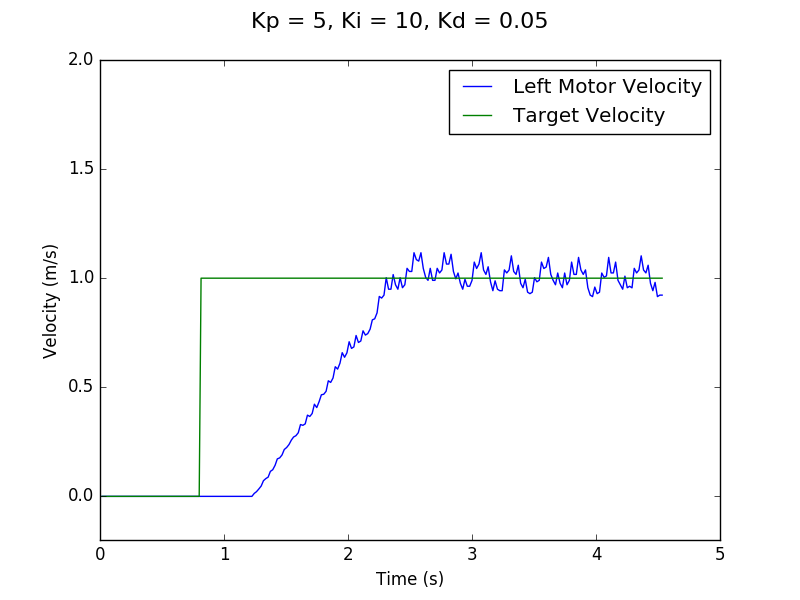 Kp = 5, Ki = 10, Kd = 0.05
Left Motor Velocity
Target Velocity
2.0
1.5
1.0
0.5
0.0
Velocity (m/s)
0 1 2 3 4 5
Time (s)